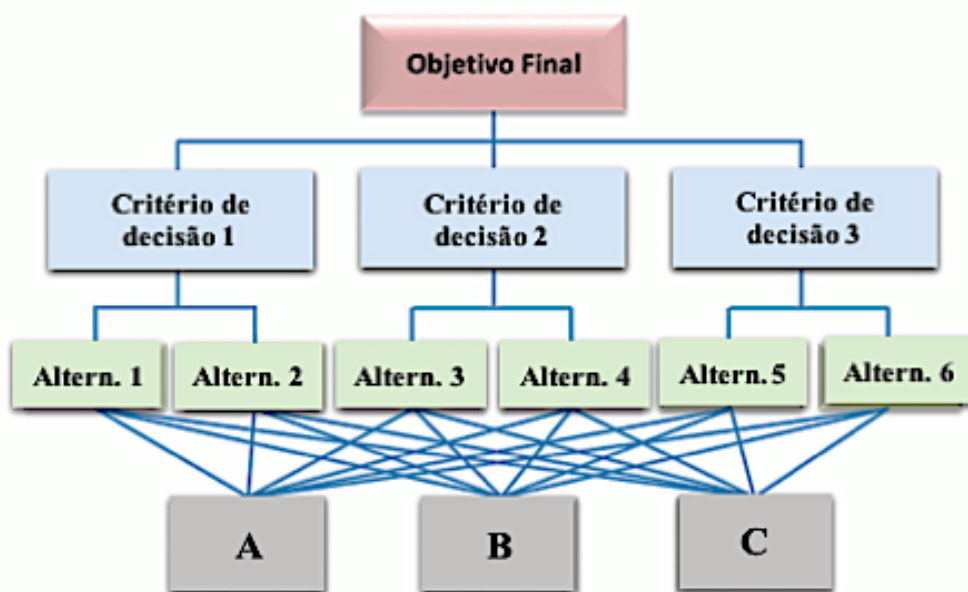 Objetivo Final
Critério de
decisão 1
Critério de
decisão 2
Critério de
decisão 3
Altern. 1
Altern. 2
Altern. 3
Altern. 4
Altern. 5
Altern. 6
A
B
C